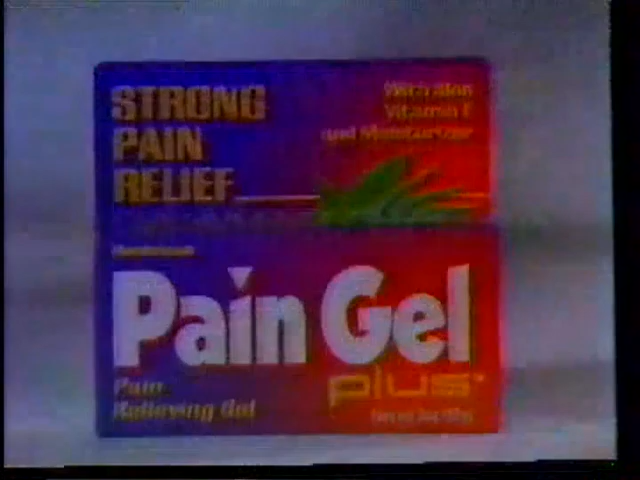 STRONG
PAIN
RELIEF
With Aloe
Vitamin E
and Moisturizer
Pain Gel
plus
Pain
Relieving Gel